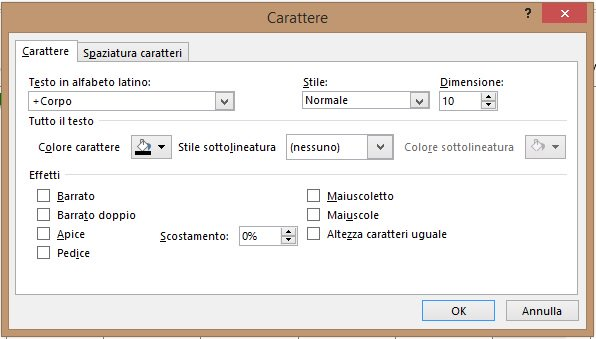 Carattere
?
Carattere Spaziatura caratteri
Testo in alfabeto latino: Stile: Dimensione:
+Corpo Normale 10
Tutto il testo
Colore carattere Stile sottolineatura (nessuno) Colore sottolineatura
Effetti
Barrato Maiuscoletto
Barrato doppio Maiuscole
Apice Scostamento: 0% Altezza caratteri uguale
Pedice
OK Annulla